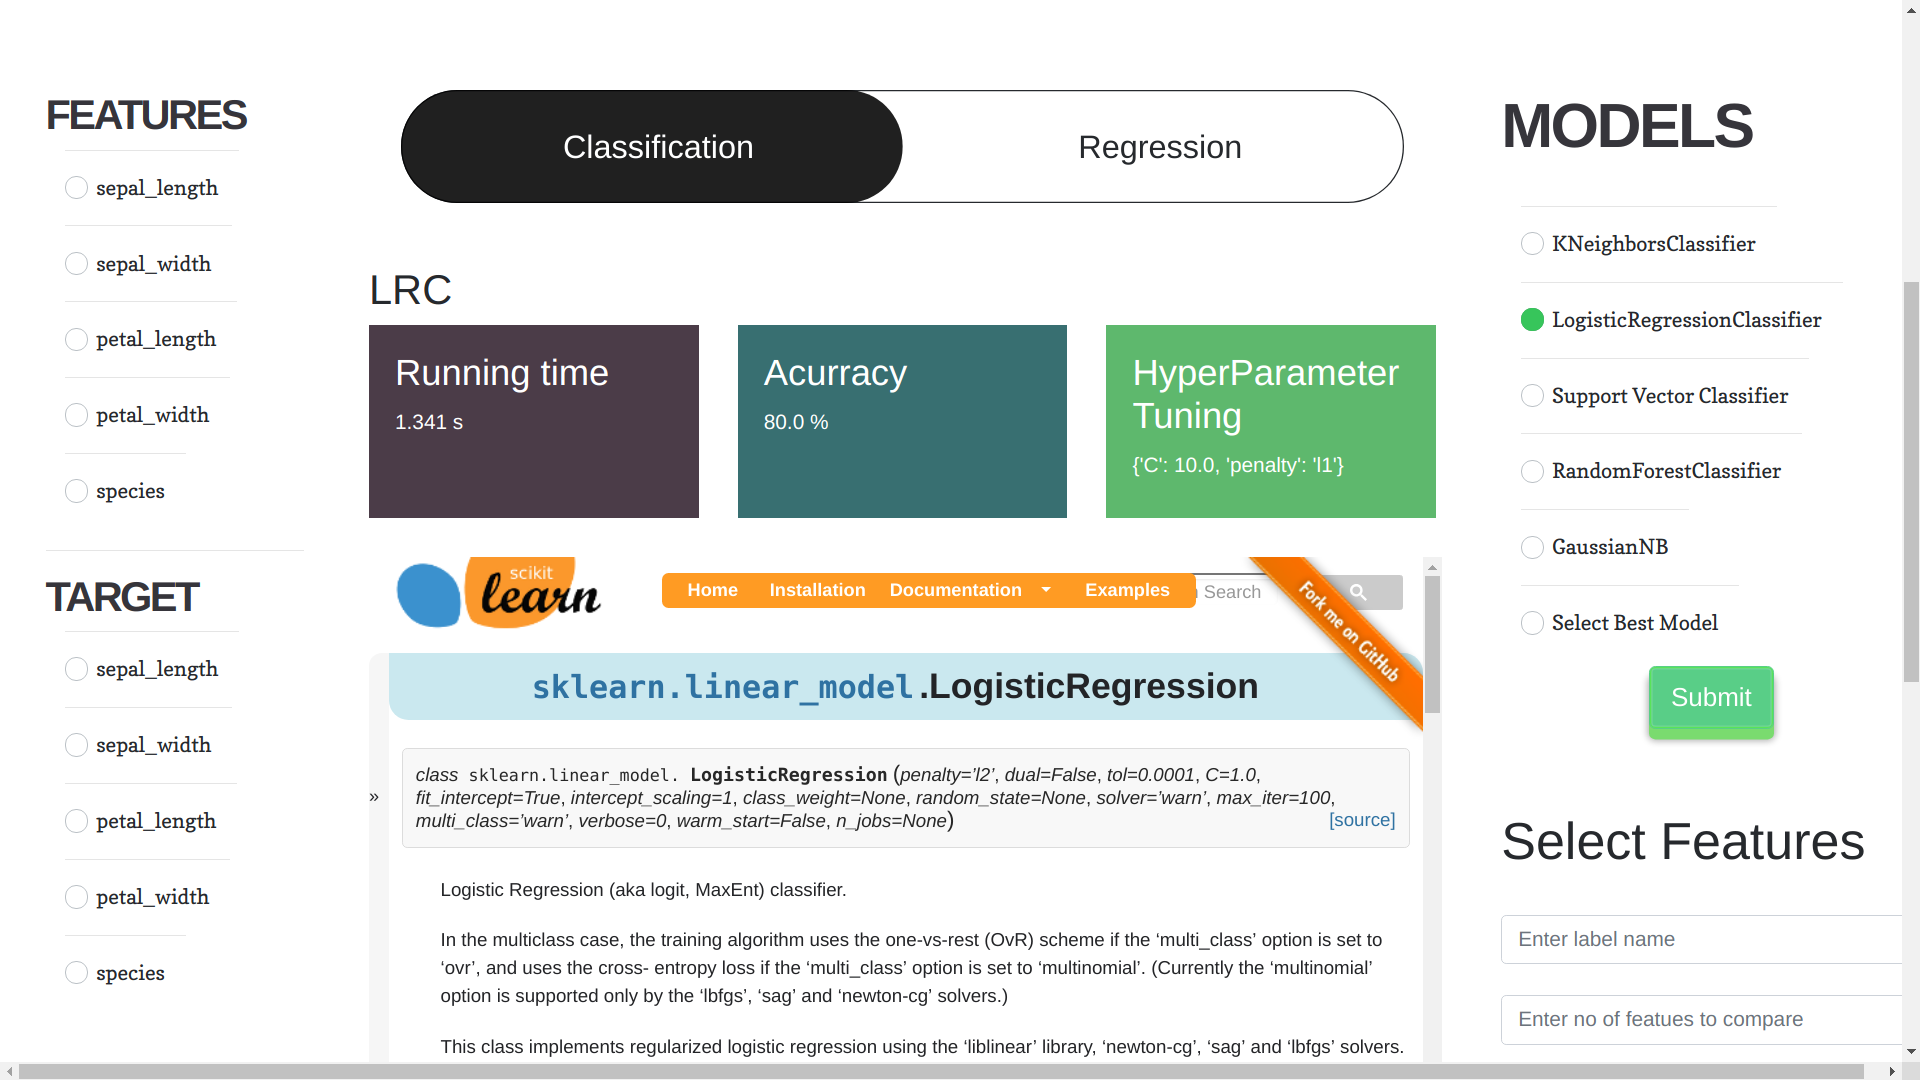 FEATURES
sepal_length
sepal_width
petal_length
petal_width
species
TARGET
sepal_length
sepal_width
petal_length
petal_width
species
Classification
Regression
LRC
Running time
1.341 s
Acurracy
80.0 %
HyperParameter
Tuning
{'C': 10.0, 'penalty': 'l1'}
scikit
learn
Home
Installation
Documentation
Examples
Search
Fork me on GitHub
sklearn.linear_model.LogisticRegression
»
class sklearn.linear_model. LogisticRegression (penalty=’l2’, dual=False, tol=0.0001, C=1.0,
fit_intercept=True, intercept_scaling=1, class_weight=None, random_state=None, solver=’warn’, max_iter=100,
multi_class=’warn’, verbose=0, warm_start=False, n_jobs=None)
[source]
Logistic Regression (aka logit, MaxEnt) classifier.
In the multiclass case, the training algorithm uses the one-vs-rest (OvR) scheme if the ‘multi_class’ option is set to
‘ovr’, and uses the cross- entropy loss if the ‘multi_class’ option is set to ‘multinomial’. (Currently the ‘multinomial’
option is supported only by the ‘lbfgs’, ‘sag’ and ‘newton-cg’ solvers.)
This class implements regularized logistic regression using the ‘liblinear’ library, ‘newton-cg’, ‘sag’ and ‘lbfgs’ solvers.
MODELS
KNeighborsClassifier
LogisticRegressionClassifier
Support Vector Classifier
RandomForestClassifier
GaussianNB
Select Best Model
Submit
Select Features
Enter label name
Enter no of featues to compare